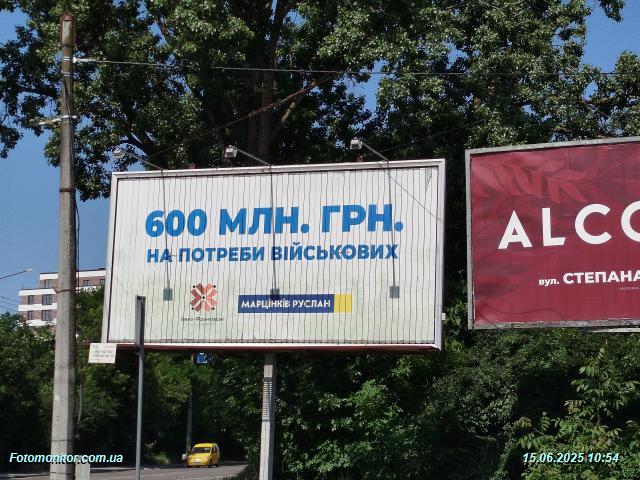 600 МЛН. ГРН.
НА ПОТРЕБИ ВІЙСЬКОВИХ
Івано-Франківськ
МАРЦІНКІВ РУСЛАН
ALCO
вул. СТЕПАНА
Fotomonitor.com.ua
15.06.2025 10:54